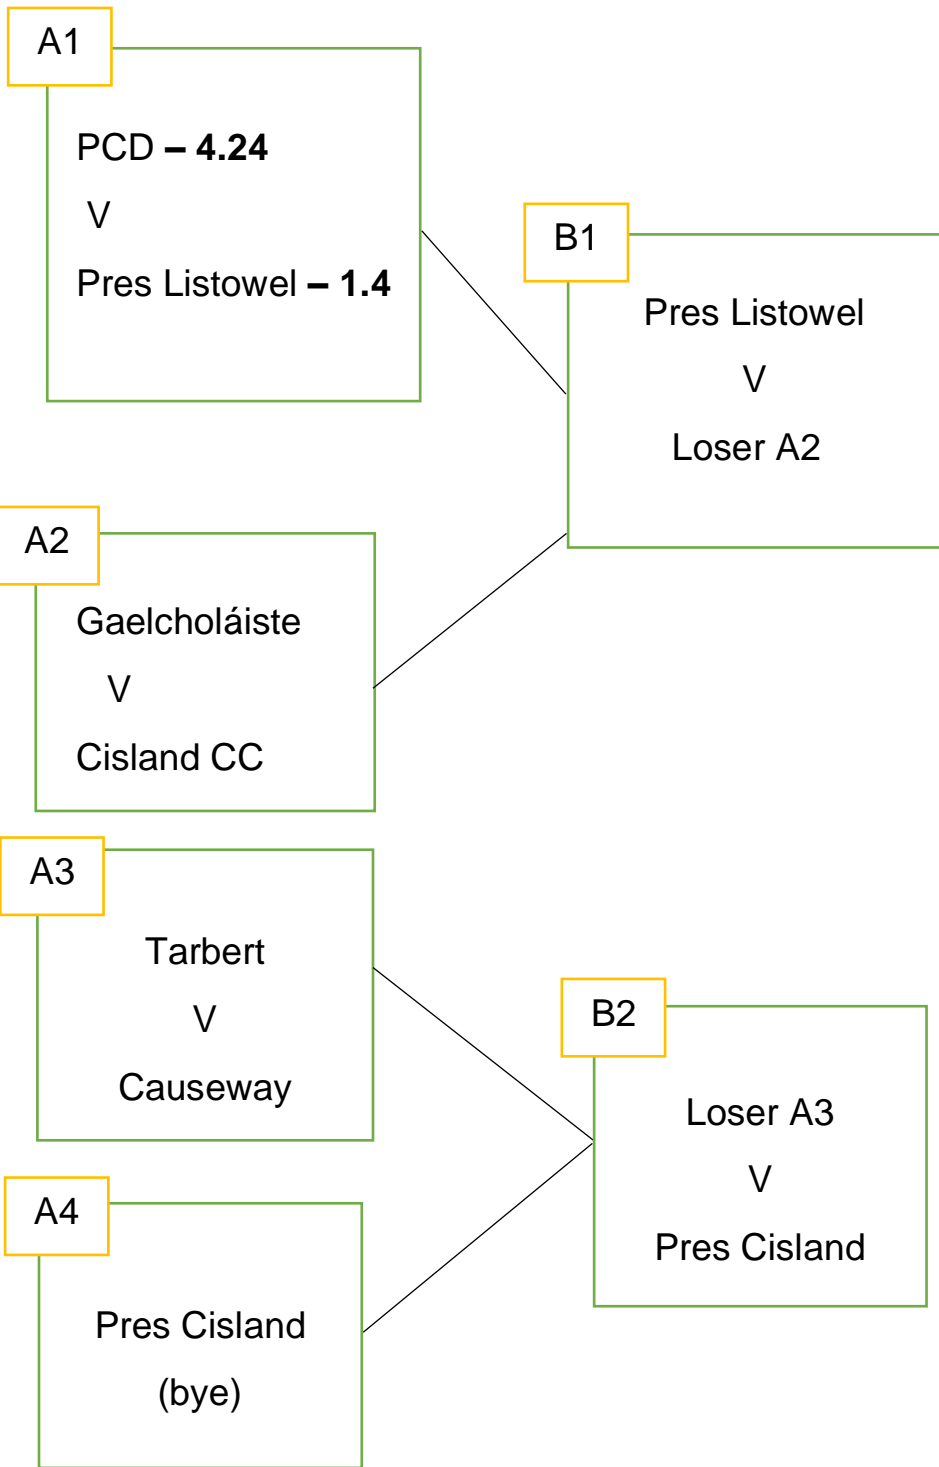 A1
PCD – 4.24
V
Pres Listowel – 1.4
B1
Pres Listowel
V
Loser A2
A2
Gaelcholáiste
V
Cisland CC
A3
Tarbert
V
Causeway
B2
Loser A3
V
Pres Cisland
A4
Pres Cisland
(bye)